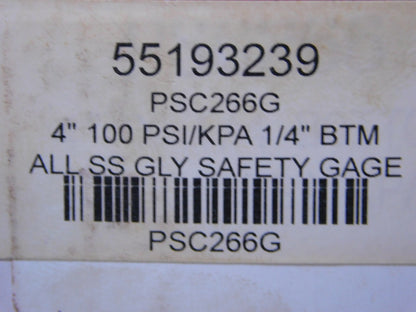 55193239
PSC266G
4" 100 PSI/KPA 1/4" BTM
ALL SS GLY SAFETY GAGE
PSC266G